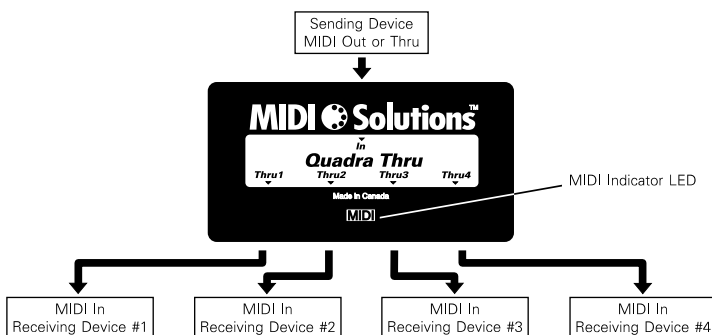 Sending Device
MIDI Out or Thru
MIDI Solutions™
In
Quadra Thru
Thru1 Thru2 Thru3 Thru4
Made In Canada
MIDI
MIDI Indicator LED
MIDI In
Receiving Device #1
MIDI In
Receiving Device #2
MIDI In
Receiving Device #3
MIDI In
Receiving Device #4